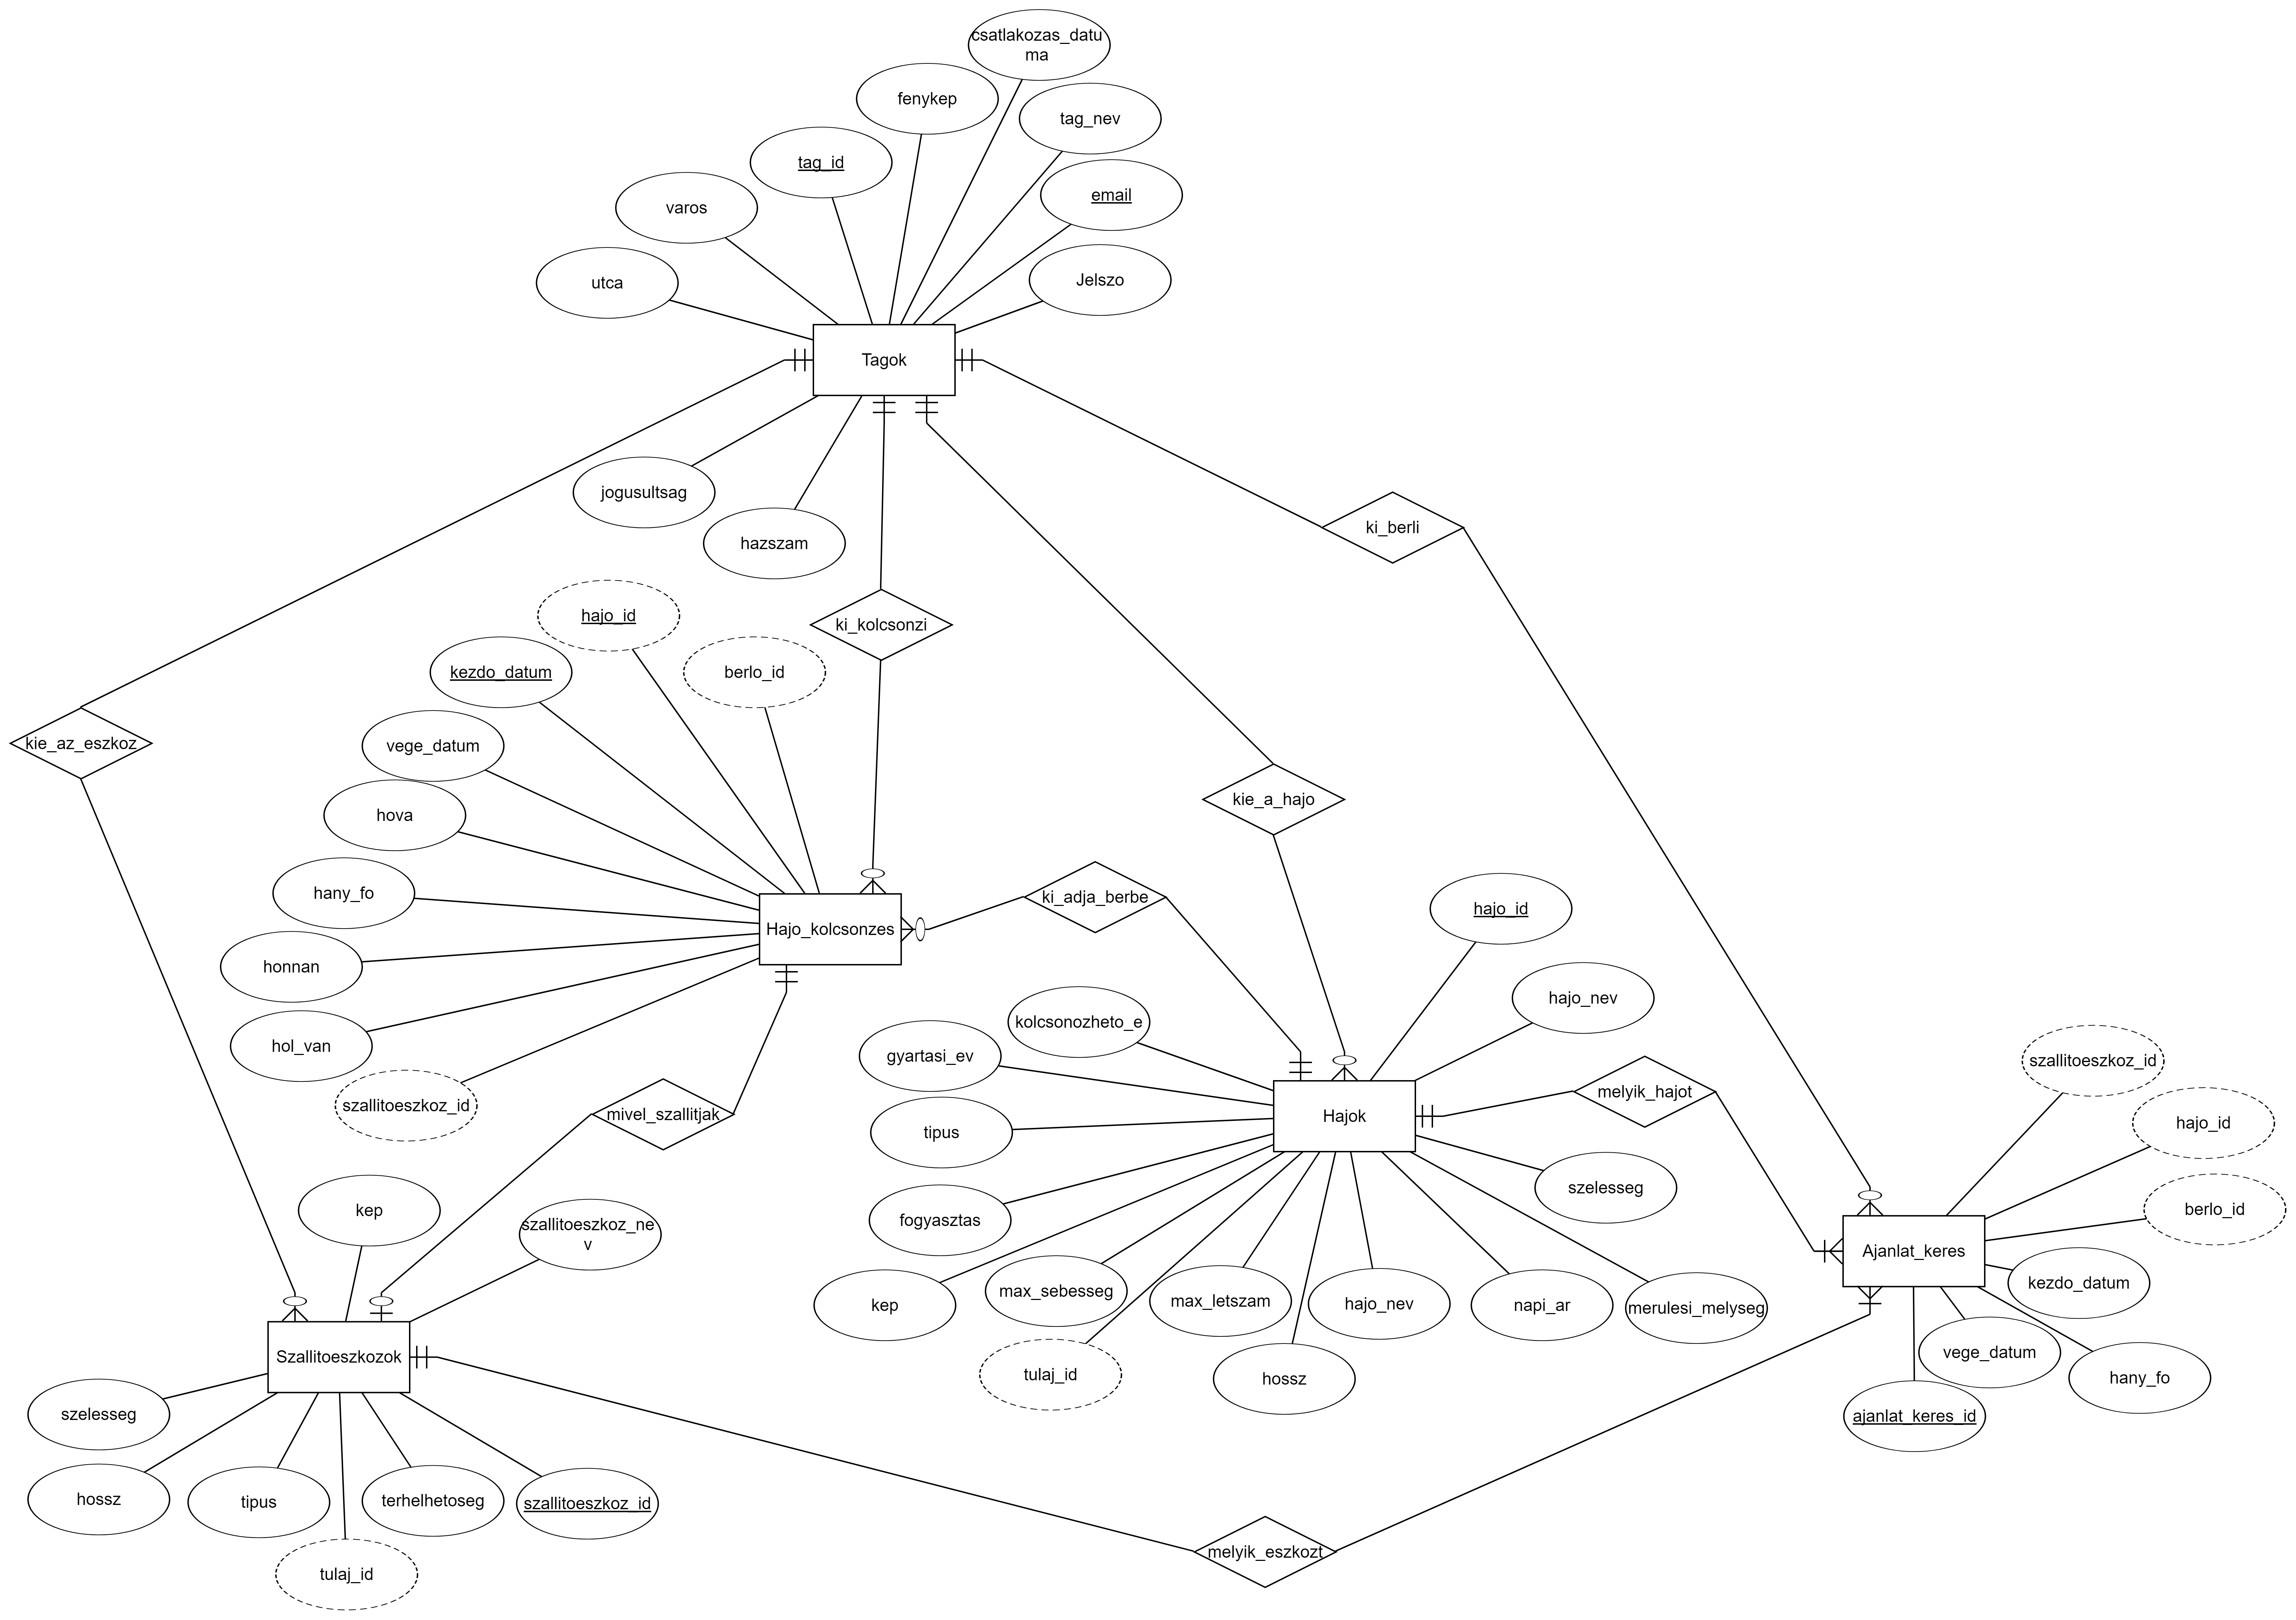 csatlakozas_datu
ma
fenykep
tag_nev
tag_id
email
varos
utca
Jelszo
Tagok
jogusultsag
hazszam
ki_berli
hajo_id
ki_kolcsonzi
kezdo_datum
berlo_id
kie_az_eszkoz
vege_datum
hova
kie_a_hajo
hany_fo
ki_adja_berbe
hajo_id
Hajo_kolcsonzes
honnan
hajo_nev
kolcsonozheto_e
hol_van
gyartasi_ev
szallitoeszkoz_id
szallitoeszkoz_id
mivel_szallitjak
melyik_hajot
Hajok
hajo_id
tipus
szelesseg
kep
berlo_id
fogyasztas
szallitoeszkoz_ne
v
Ajanlat_keres
kezdo_datum
max_sebesseg
max_letszam
hajo_nev
kep
napi_ar
merulesi_melyseg
Szallitoeszkozok
vege_datum
tulaj_id
hossz
hany_fo
szelesseg
ajanlat_keres_id
hossz
tipus
terhelhetoseg
szallitoeszkoz_id
melyik_eszkozt
tulaj_id